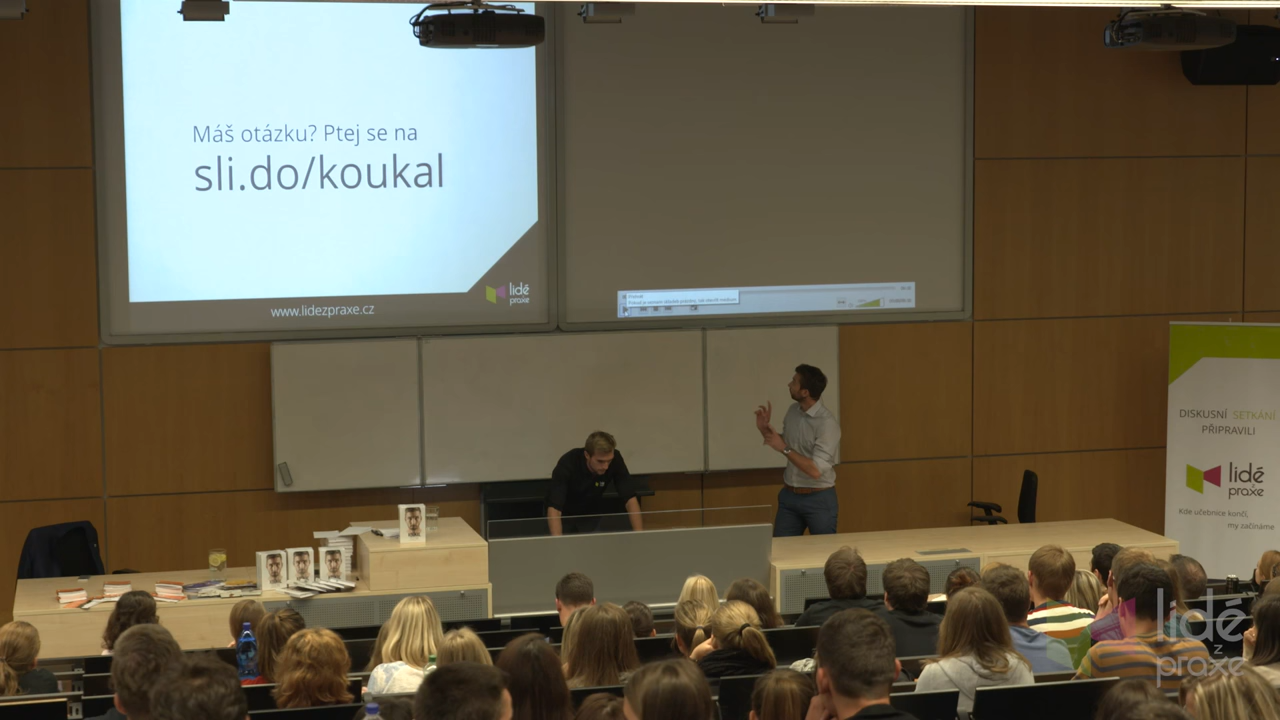 Máš otázku? Ptej se na
sli.do/koukal
lidé
z
praxe
www.lidezpraxe.cz
DISKUSNÍ SETKÁNÍ
PŘIPRAVILI
lidé
z
praxe
Kde učebnice končí,
my začínáme
lidé
z
praxe